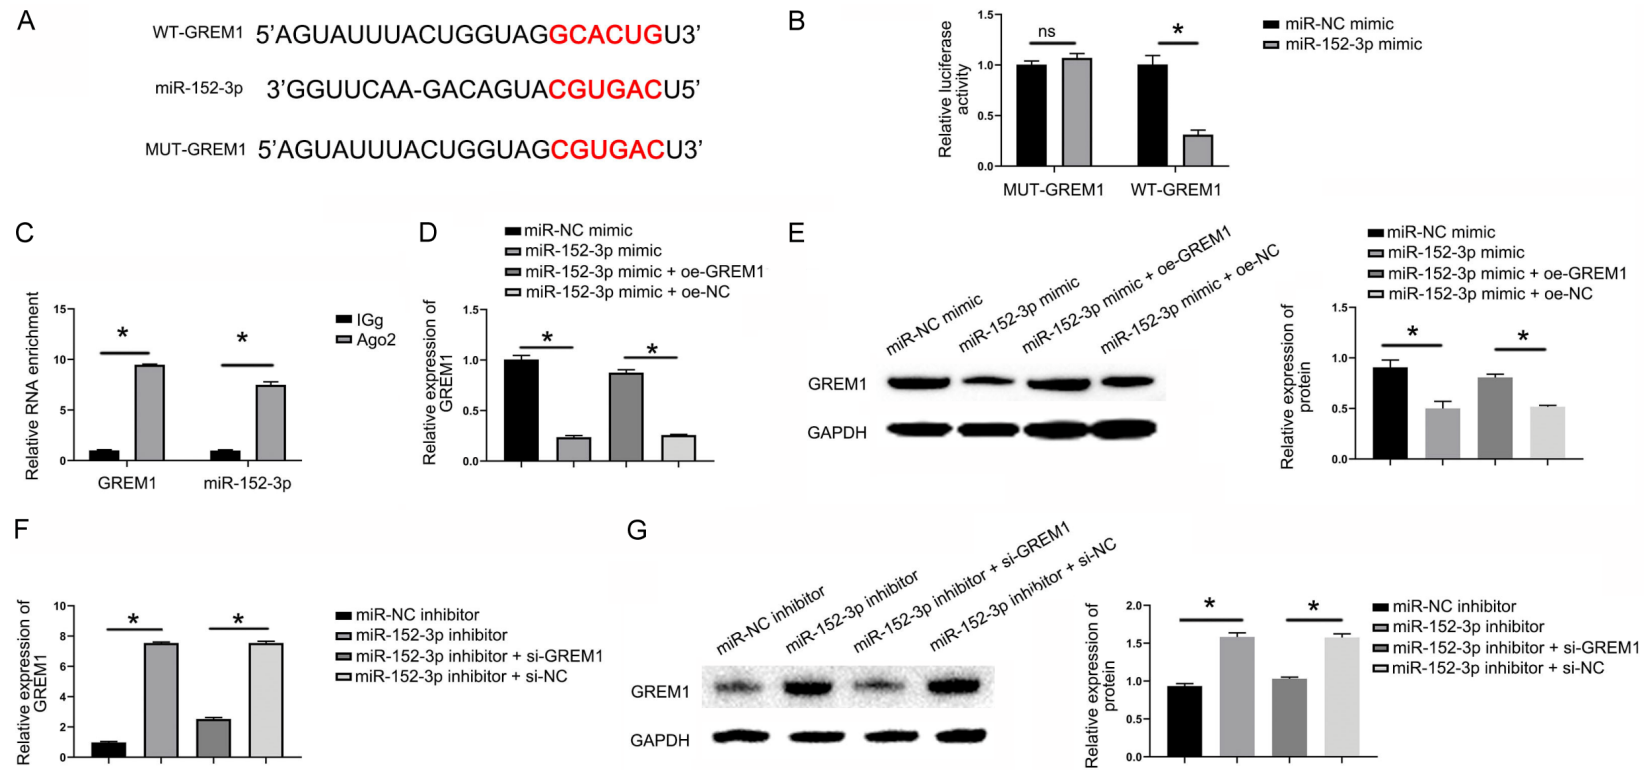 A
WT-GREM1 5'AGUAUUUACUGGUAGGCACUGU3'
miR-152-3p 3'GGUUCAA-GACAGUACGUGACU5'
MUT-GREM1 5'AGUAUUUACUGGUAGCGUGACU3'
B
Relative luciferase
activity
1.5
1.0
0.5
0.0
ns
*
MUT-GREM1 WT-GREM1
miR-NC mimic
miR-152-3p mimic
C
Relative RNA enrichment
15
10
5
0
*
*
GREM1 miR-152-3p
IGg
Ago2
D
miR-NC mimic
miR-152-3p mimic
miR-152-3p mimic + oe-GREM1
miR-152-3p mimic + oe-NC
Relative expression of
GREM1
1.5
1.0
0.5
0.0
*
*
E
miR-NC mimic
miR-152-3p mimic
miR-152-3p mimic + oe-GREM1
miR-152-3p mimic + oe-NC
GREM1
GAPDH
miR-NC mimic
miR-152-3p mimic
miR-152-3p mimic + oe-GREM1
miR-152-3p mimic + oe-NC
Relative expression of
protein
1.5
1.0
0.5
0.0
*
*
F
Relative expression of
GREM1
10
8
6
4
2
0
*
*
miR-NC inhibitor
miR-152-3p inhibitor
miR-152-3p inhibitor + si-GREM1
miR-152-3p inhibitor + si-NC
G
miR-NC inhibitor
miR-152-3p inhibitor
miR-152-3p inhibitor + si-GREM1
miR-152-3p inhibitor + si-NC
GREM1
GAPDH
Relative expression of
protein
2.0
1.5
1.0
0.5
0.0
*
*
miR-NC inhibitor
miR-152-3p inhibitor
miR-152-3p inhibitor + si-GREM1
miR-152-3p inhibitor + si-NC